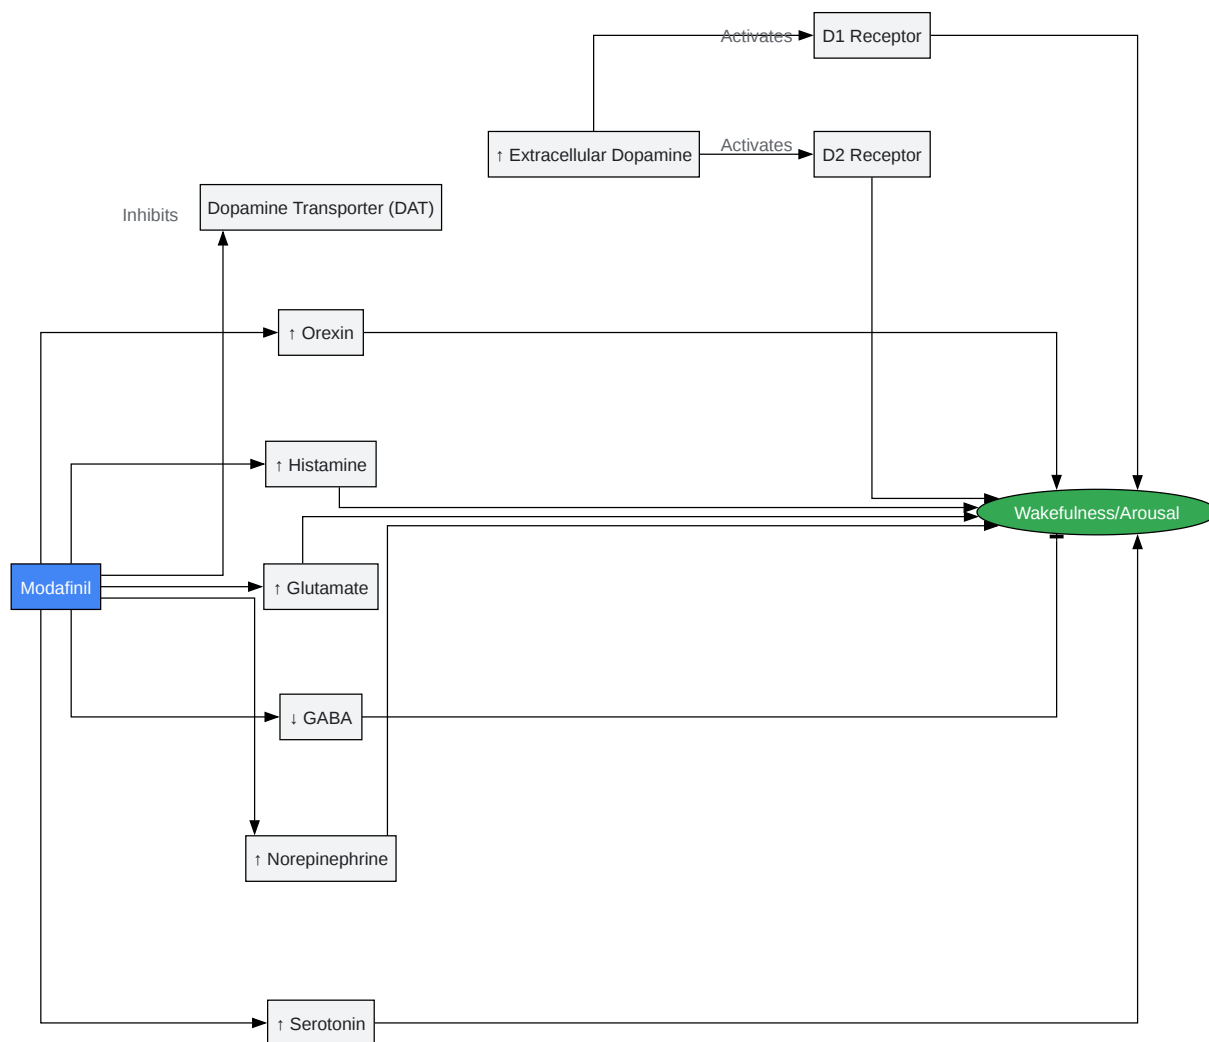 Activates
D1 Receptor
↑ Extracellular Dopamine
Activates
D2 Receptor
Inhibits
Dopamine Transporter (DAT)
↑ Orexin
↑ Histamine
Wakefulness/Arousal
Modafinil
↑ Glutamate
↓ GABA
↑ Norepinephrine
↑ Serotonin